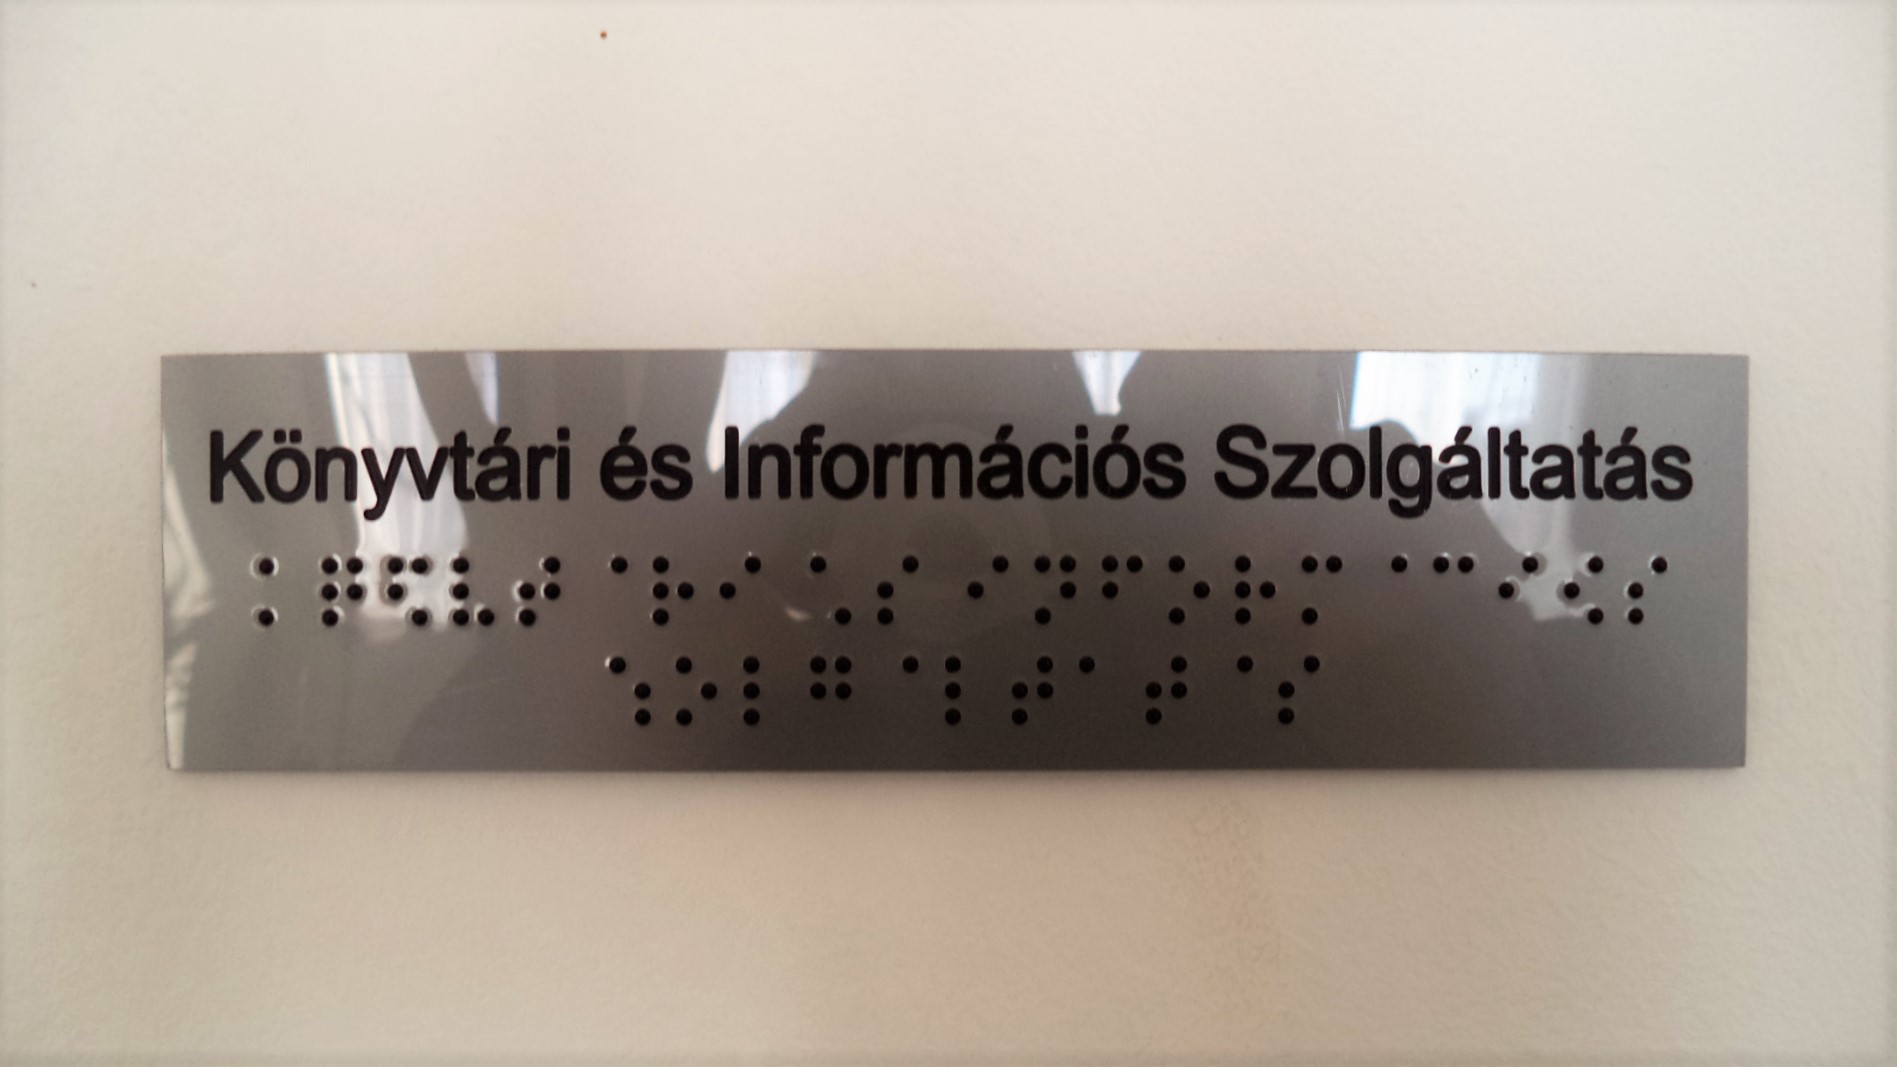 Könyvtári és Információs Szolgáltatás
⠅⠟⠫⠧⠞⠈⠗⠊ ⠡⠎ ⠊⠝⠋⠕⠗⠍⠈⠉⠊⠪⠎
⠱⠕⠇⠛⠈⠇⠞⠁⠞⠈⠎